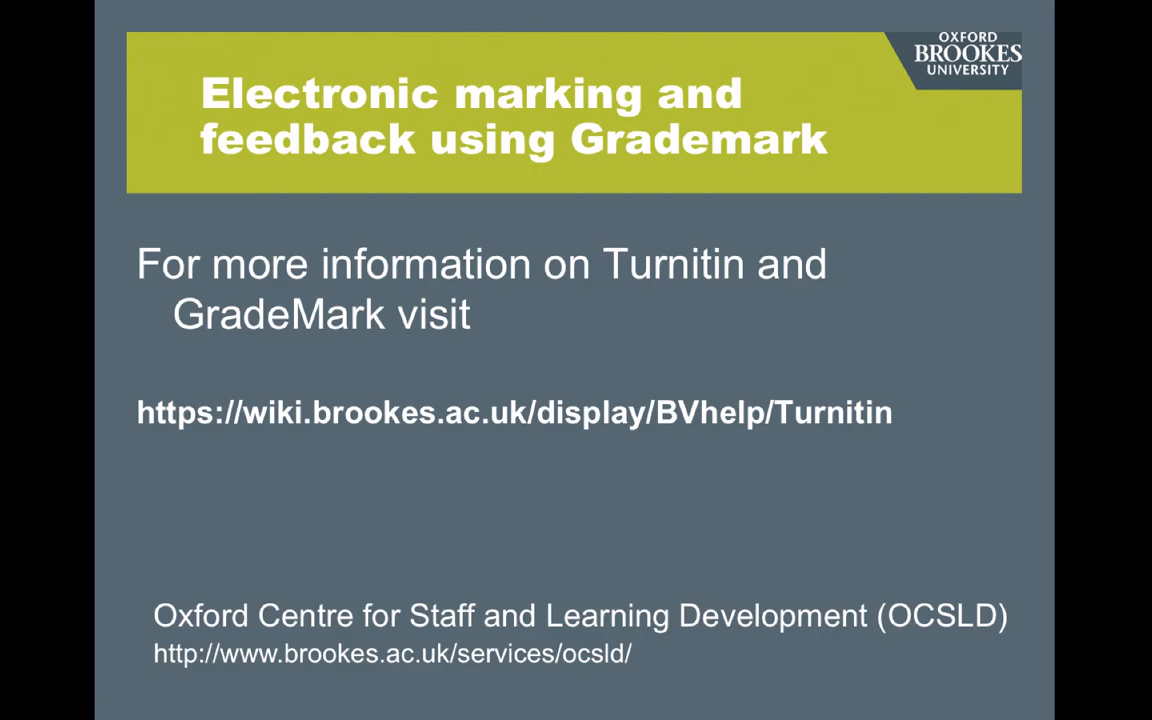 OXFORD
BROOKES
UNIVERSITY
Electronic marking and
feedback using Grademark
For more information on Turnitin and
GradeMark visit
https://wiki.brookes.ac.uk/display/BVhelp/Turnitin
Oxford Centre for Staff and Learning Development (OCSLD)
http://www.brookes.ac.uk/services/ocsld/